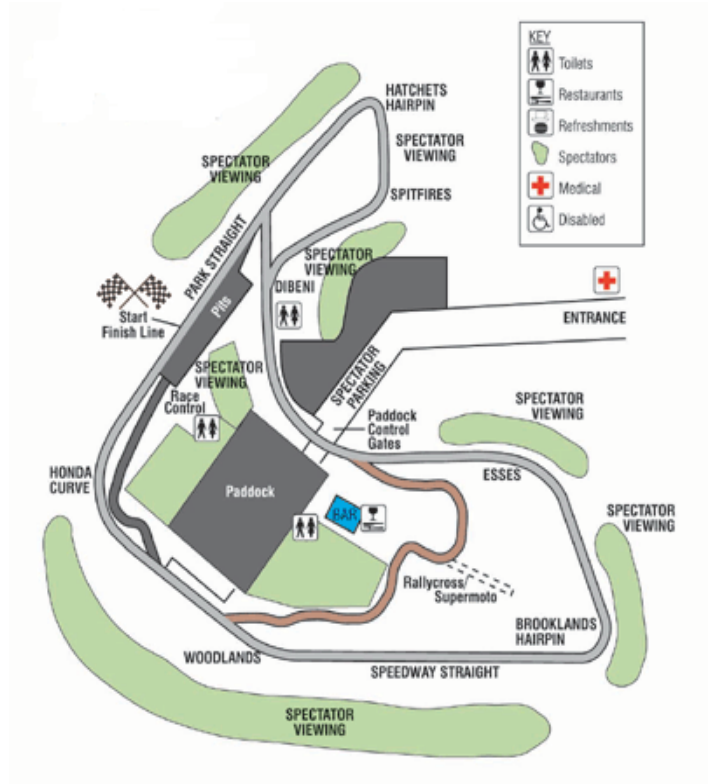 KEY
Toilets
Restaurants
Refreshments
Spectators
Medical
Disabled
HATCHETS
HAIRPIN
SPECTATOR
VIEWING
SPECTATOR
VIEWING
SPITFIRES
PARK STRAIGHT
SPECTATOR
VIEWING
DIBENI
Start
Finish Line
Pits
ENTRANCE
SPECTATOR
VIEWING
SPECTATOR
PARKING
Race
Control
Paddock
Control
Gates
SPECTATOR
VIEWING
HONDA
CURVE
ESSES
Paddock
BAR
SPECTATOR
VIEWING
Rallycross/
Supermoto
BROOKLANDS
HAIRPIN
WOODLANDS
SPEEDWAY STRAIGHT
SPECTATOR
VIEWING